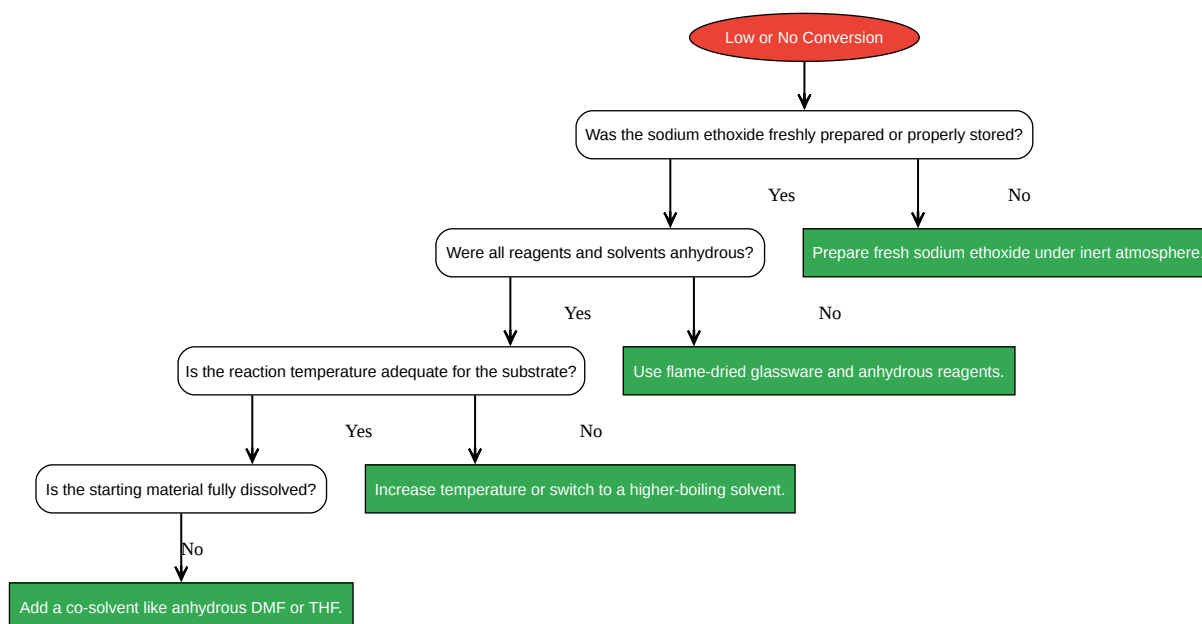 Low or No Conversion
Was the sodium ethoxide freshly prepared or properly stored?
Yes
No
Were all reagents and solvents anhydrous?
Prepare fresh sodium ethoxide under inert atmosphere.
Yes
No
Is the reaction temperature adequate for the substrate?
Use flame-dried glassware and anhydrous reagents.
Yes
No
Is the starting material fully dissolved?
Increase temperature or switch to a higher-boiling solvent.
No
Add a co-solvent like anhydrous DMF or THF.